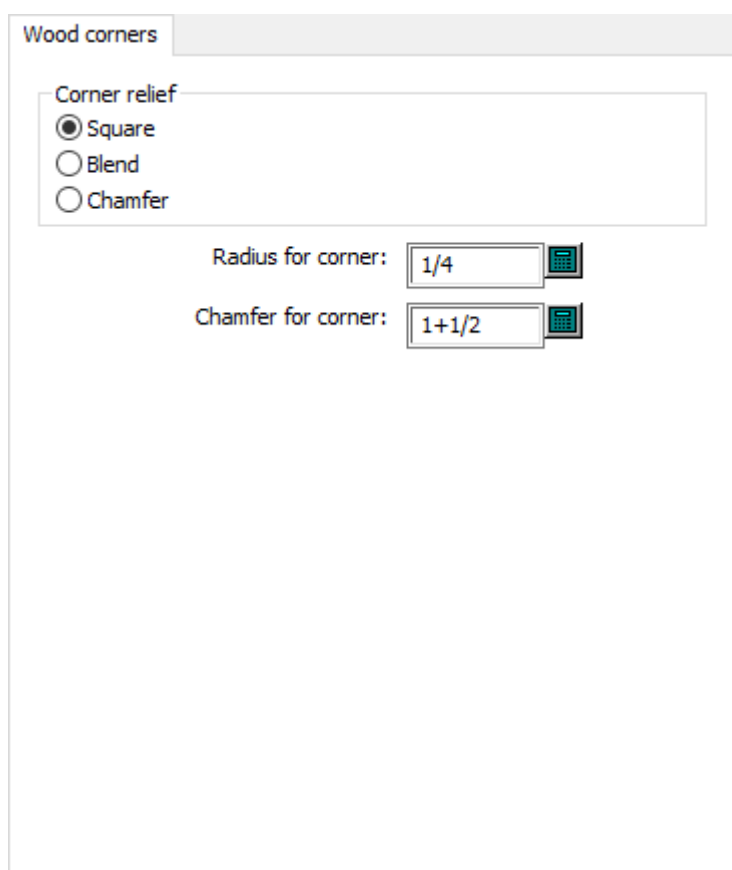 Wood corners
Corner relief
Square
Blend
Chamfer
Radius for corner: 1/4
Chamfer for corner: 1+1/2